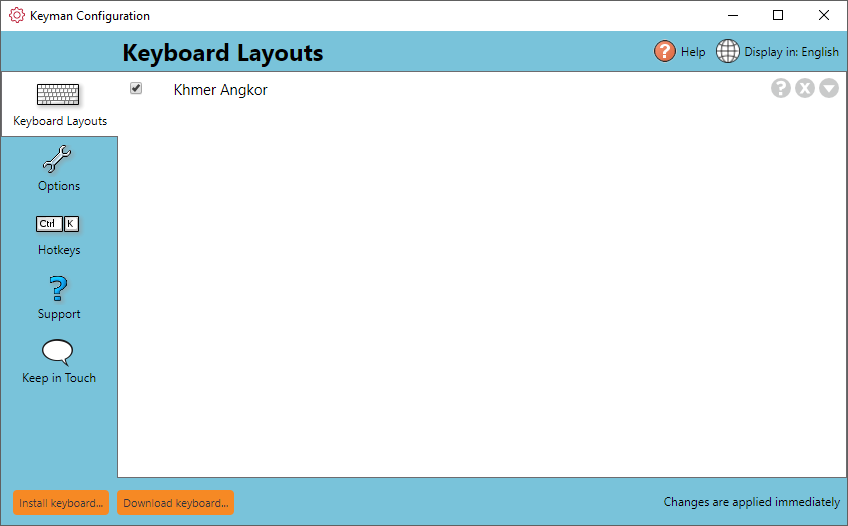 Keyman Configuration
Keyboard Layouts
Help
Display in: English
Keyboard Layouts
Khmer Angkor
Options
Ctrl K
Hotkeys
Support
Keep in Touch
Install keyboard...
Download keyboard...
Changes are applied immediately